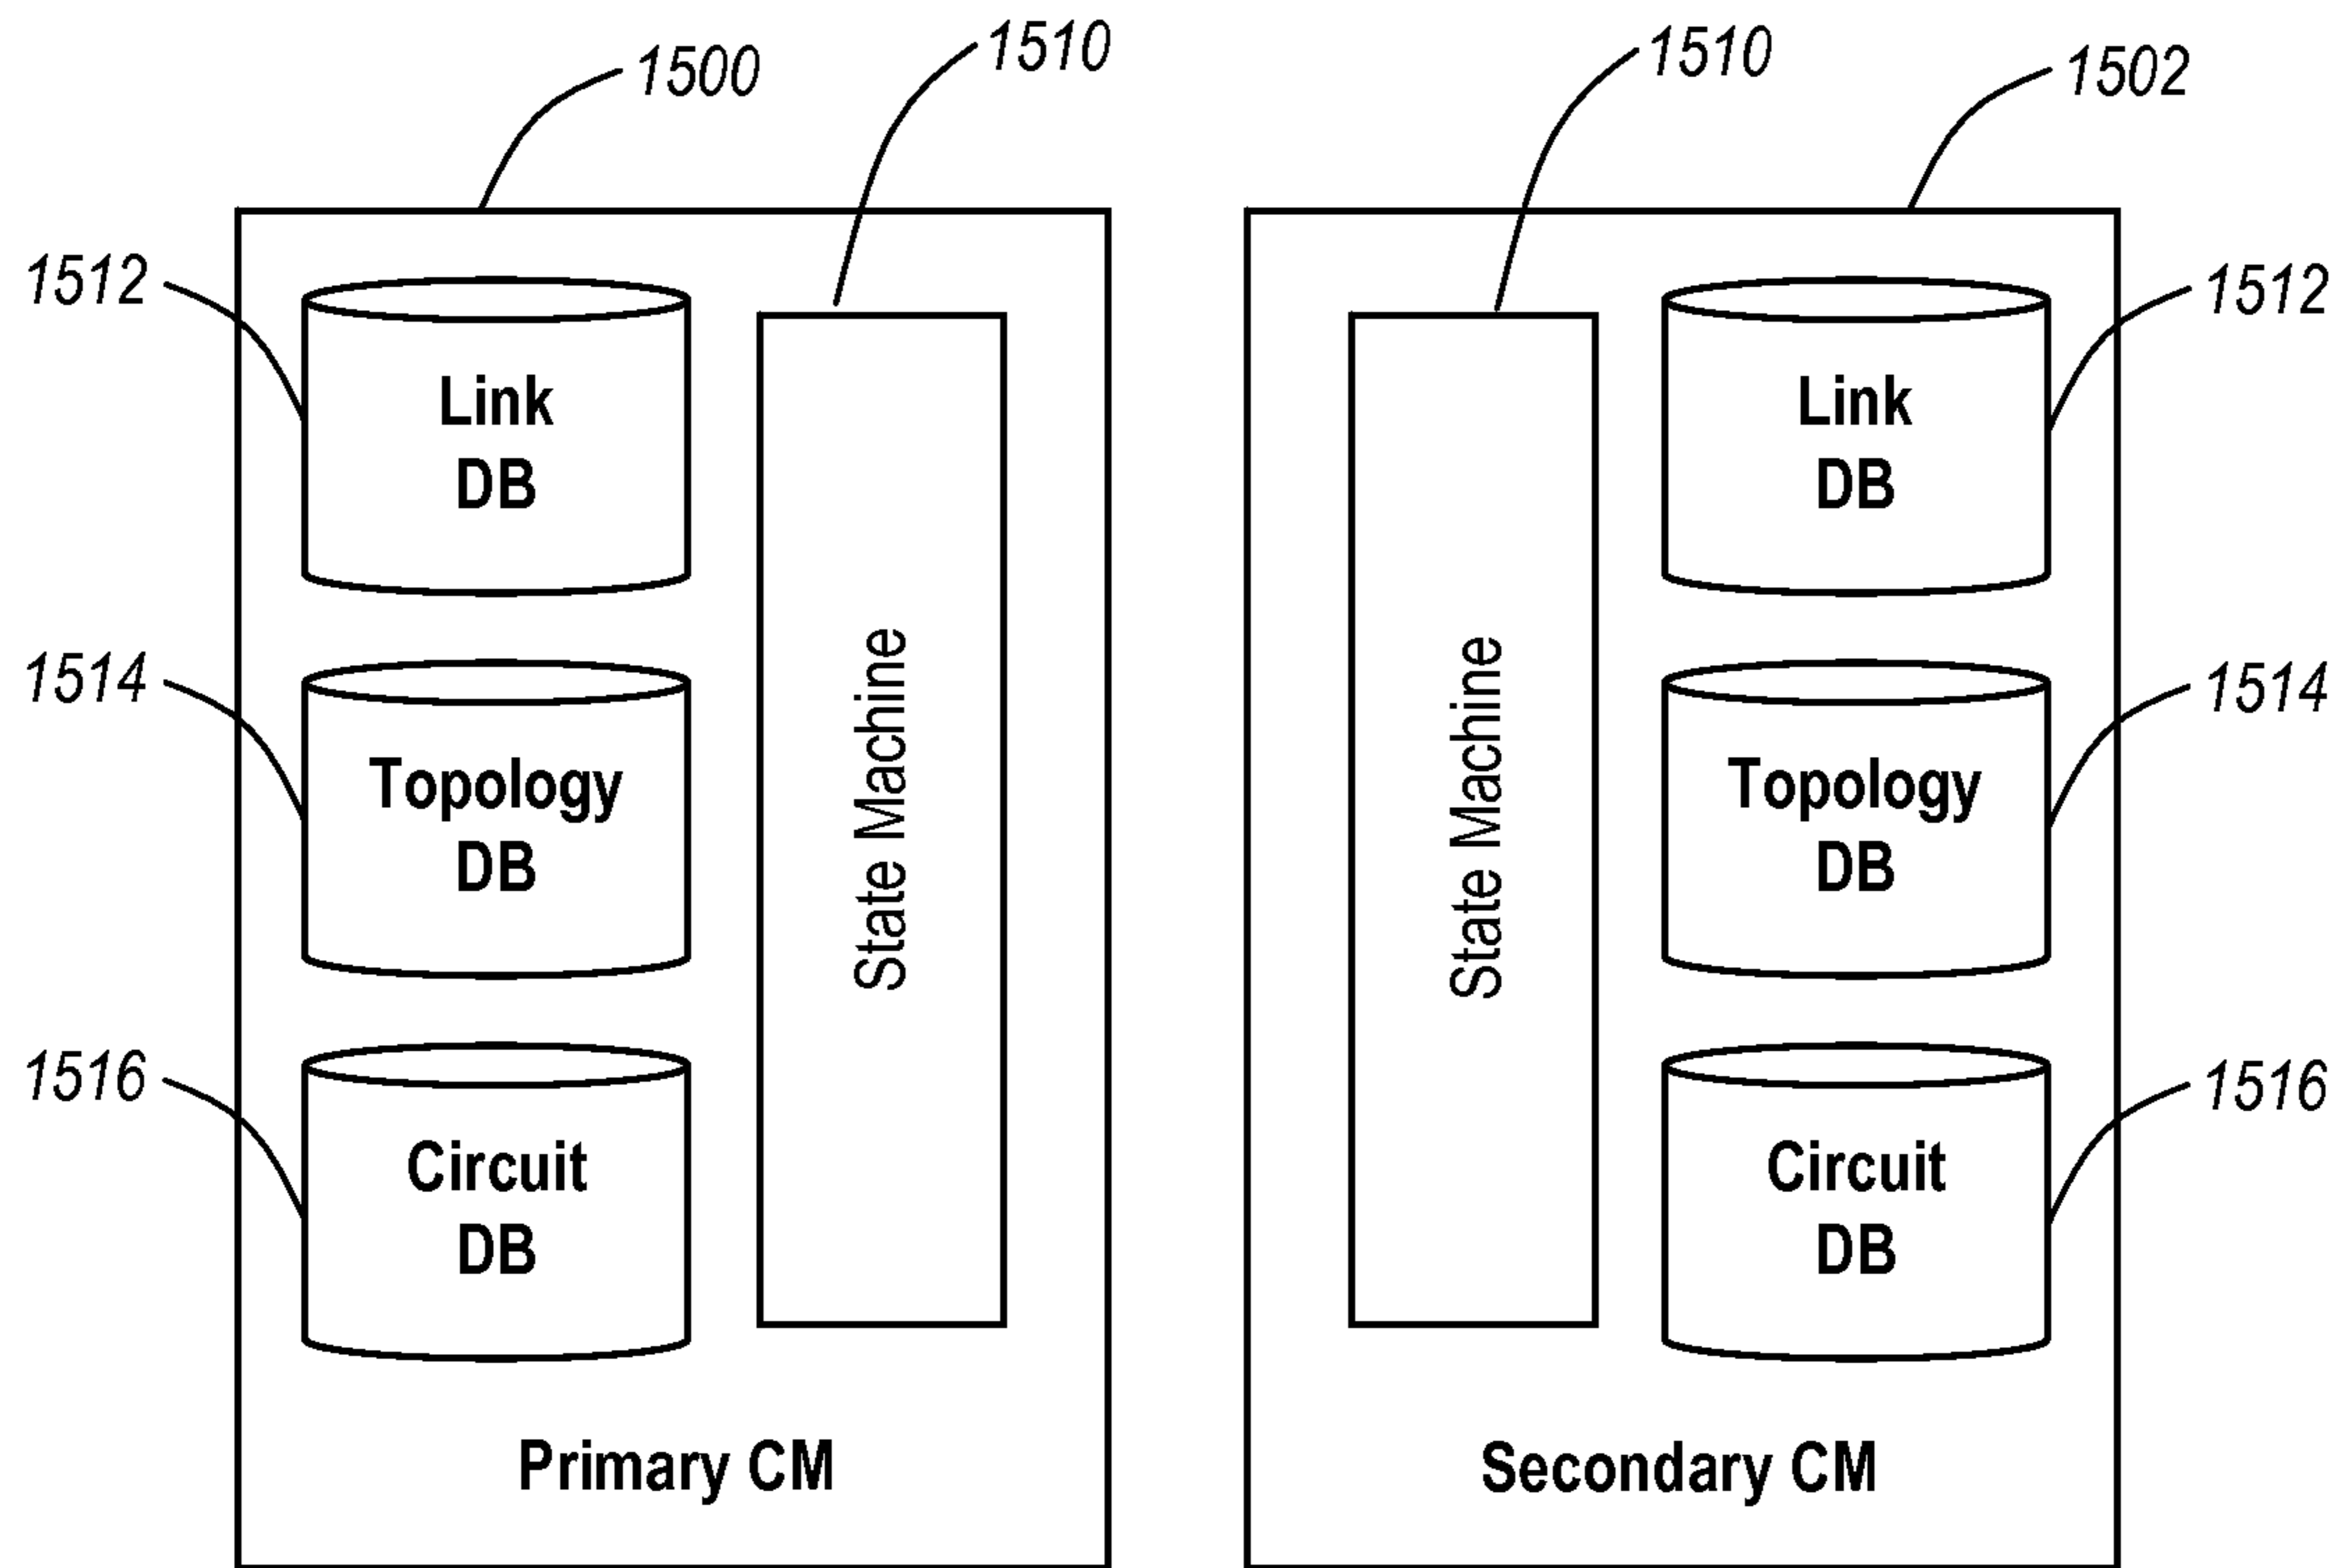 1500
1510
1510
1502
1512
Link
DB
1514
Topology
DB
1516
Circuit
DB
State Machine
Primary CM
State Machine
Link
DB
1512
Topology
DB
1514
Circuit
DB
1516
Secondary CM